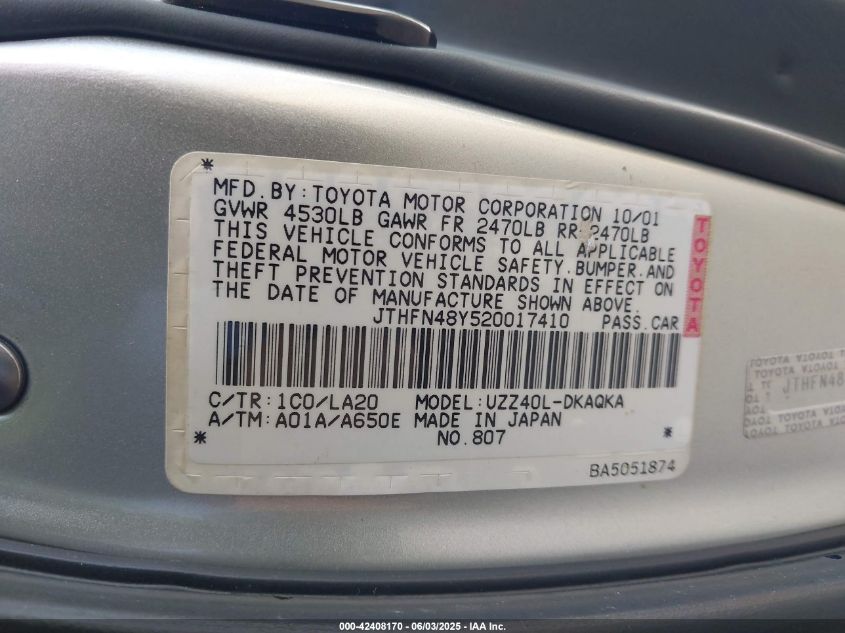 *
MFD.BY:TOYOTA MOTOR CORPORATION 10/01
GVWR 4530LB GAWR FR 2470LB RR 2470LB
THIS VEHICLE CONFORMS TO ALL APPLICABLE
FEDERAL MOTOR VEHICLE SAFETY,BUMPER,AND
THEFT PREVENTION STANDARDS IN EFFECT ON
THE DATE OF MANUFACTURE SHOWN ABOVE.
JTHFN48Y520017410 PASS.CAR
TOYOTA
C/TR:1C0/LA20 MODEL:UZZ40L-DKAQKA
A/TM:A01A/A650E MADE IN JAPAN
* NO.807 *
BA5051874
JTHFN48
000-42408170 - 06/03/2025 - IAA Inc.